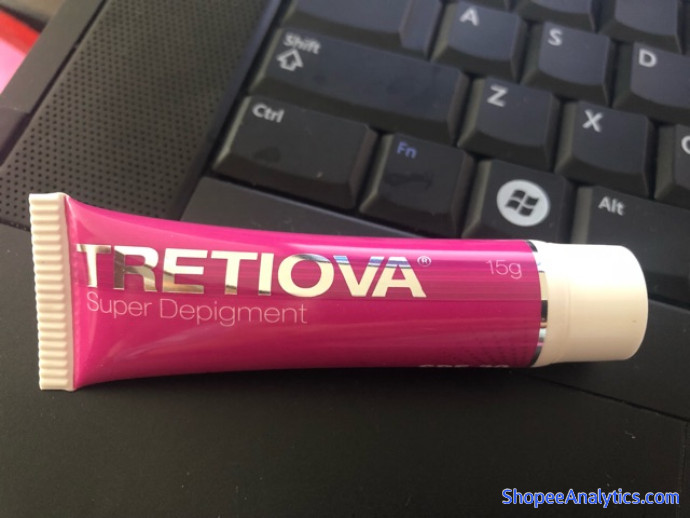 A
S
D
Shift
Z
X
Ctrl
Fn
Alt
TRETIOVA®
15g
Super Depigment
ShopeeAnalytics.com